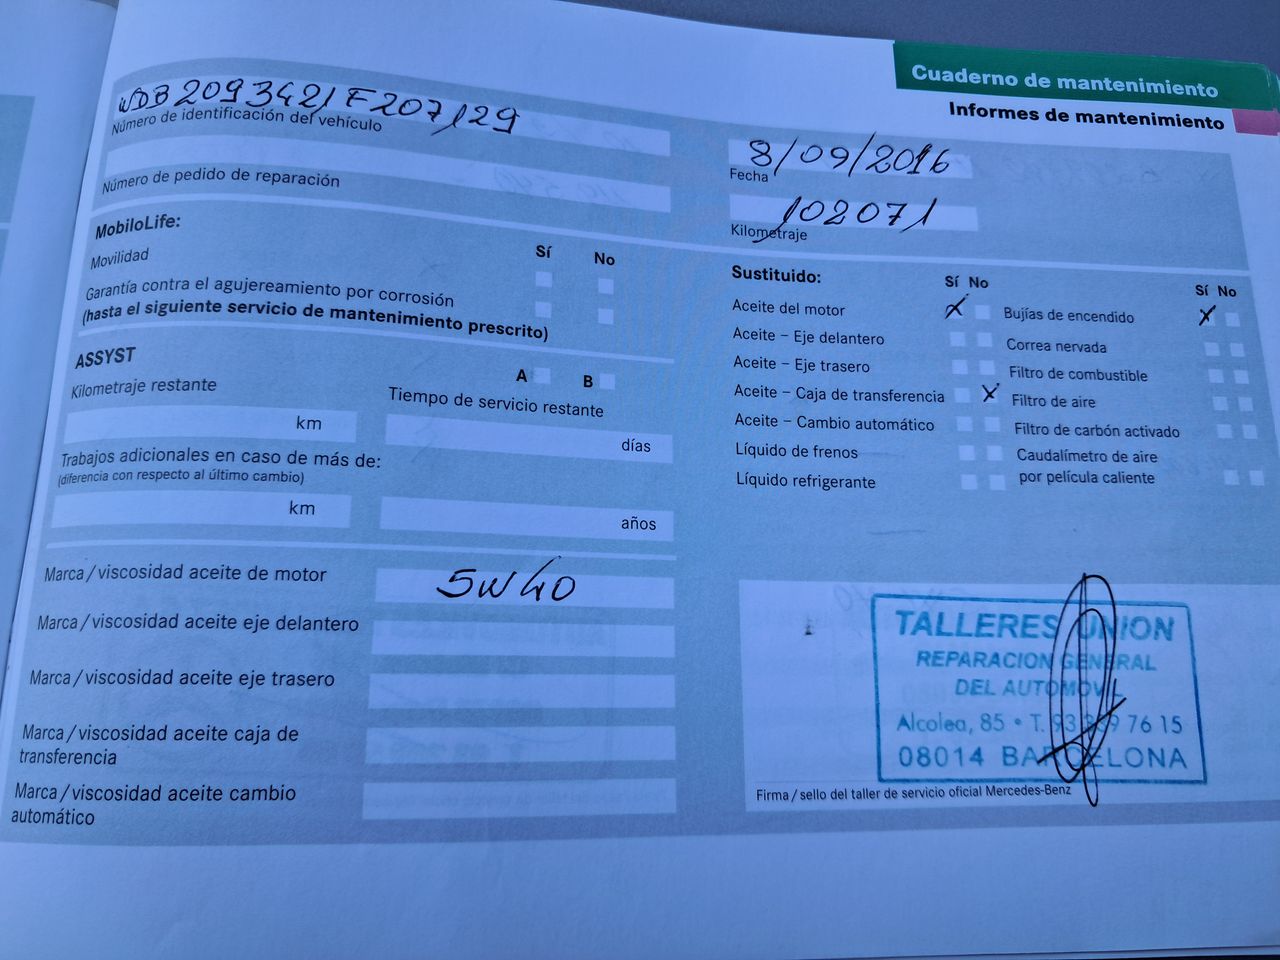 Cuaderno de mantenimiento
Informes de mantenimiento
WDB2093421F207129
Número de identificación del vehículo
Número de pedido de reparación
8/09/2016
Fecha
102071
Kilometraje
MobiloLife:
Sí No
Movilidad
Garantía contra el agujereamiento por corrosión
(hasta el siguiente servicio de mantenimiento prescrito)
ASSYST
A B
Kilometraje restante
Tiempo de servicio restante
km
días
Trabajos adicionales en caso de más de:
(diferencia con respecto al último cambio)
km
años
Marca/viscosidad aceite de motor
5W40
Marca/viscosidad aceite eje delantero
Marca/viscosidad aceite eje trasero
Marca/viscosidad aceite caja de
transferencia
Marca/viscosidad aceite cambio
automático
Sustituido:
Sí No
Aceite del motor X
Aceite – Eje delantero
Aceite – Eje trasero
Aceite – Caja de transferencia
Aceite – Cambio automático
Líquido de frenos
Líquido refrigerante
Sí No
Bujías de encendido X
Correa nervada
Filtro de combustible
X Filtro de aire
Filtro de carbón activado
Caudalímetro de aire
por película caliente
TALLERES UNION
REPARACION GENERAL
DEL AUTOMOVIL
Alcolea, 85 • T. 93 339 76 15
08014 BARCELONA
Firma/sello del taller de servicio oficial Mercedes-Benz